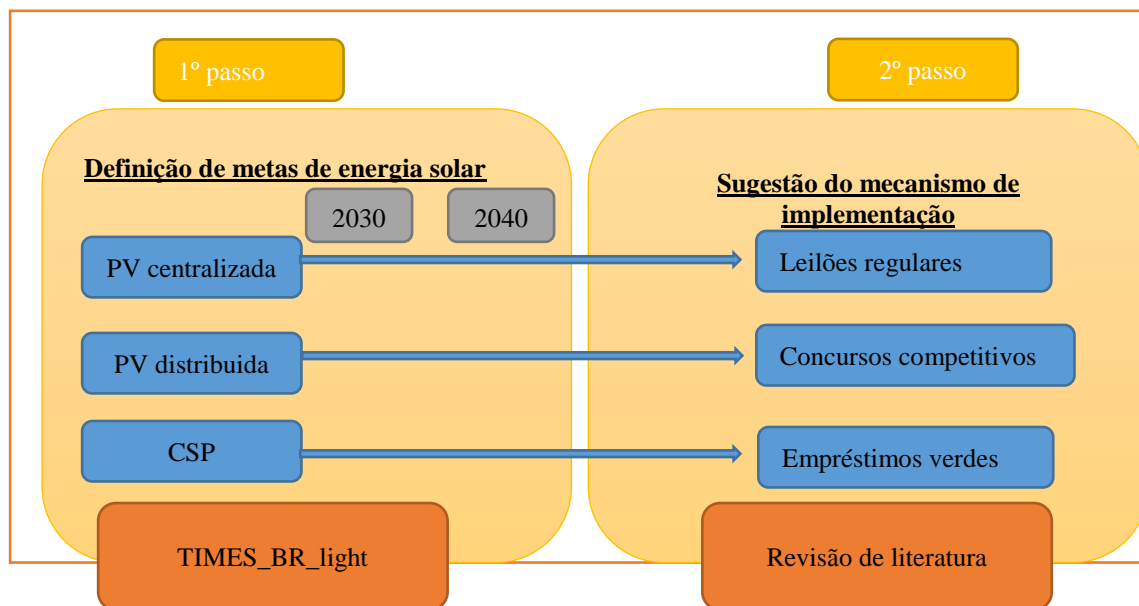 1º passo
2º passo
Definição de metas de energia solar
2030
2040
PV centralizada
PV distribuida
CSP
TIMES_BR_light
Sugestão do mecanismo de
implementação
Leilões regulares
Concursos competitivos
Empréstimos verdes
Revisão de literatura